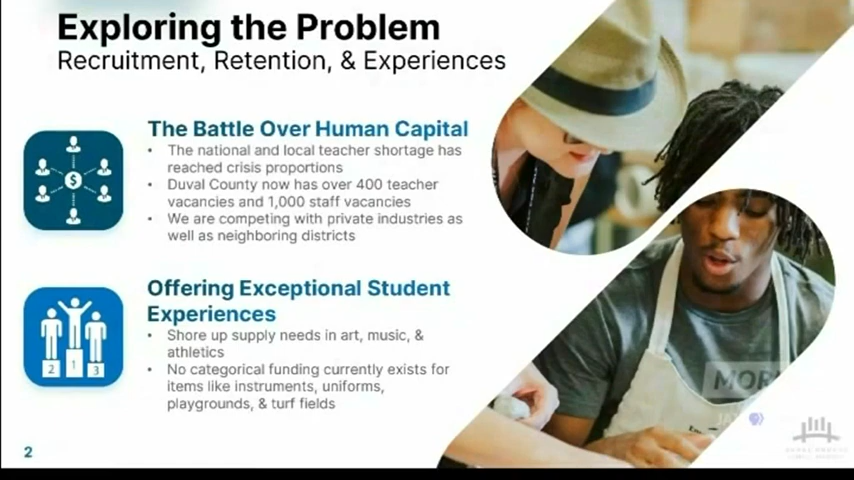 Exploring the Problem
Recruitment, Retention, & Experiences
The Battle Over Human Capital
• The national and local teacher shortage has
reached crisis proportions
• Duval County now has over 400 teacher
vacancies and 1,000 staff vacancies
• We are competing with private industries as
well as neighboring districts
$
Offering Exceptional Student
Experiences
• Shore up supply needs in art, music, &
athletics
• No categorical funding currently exists for
items like instruments, uniforms,
playgrounds, & turf fields
2 1 3
2